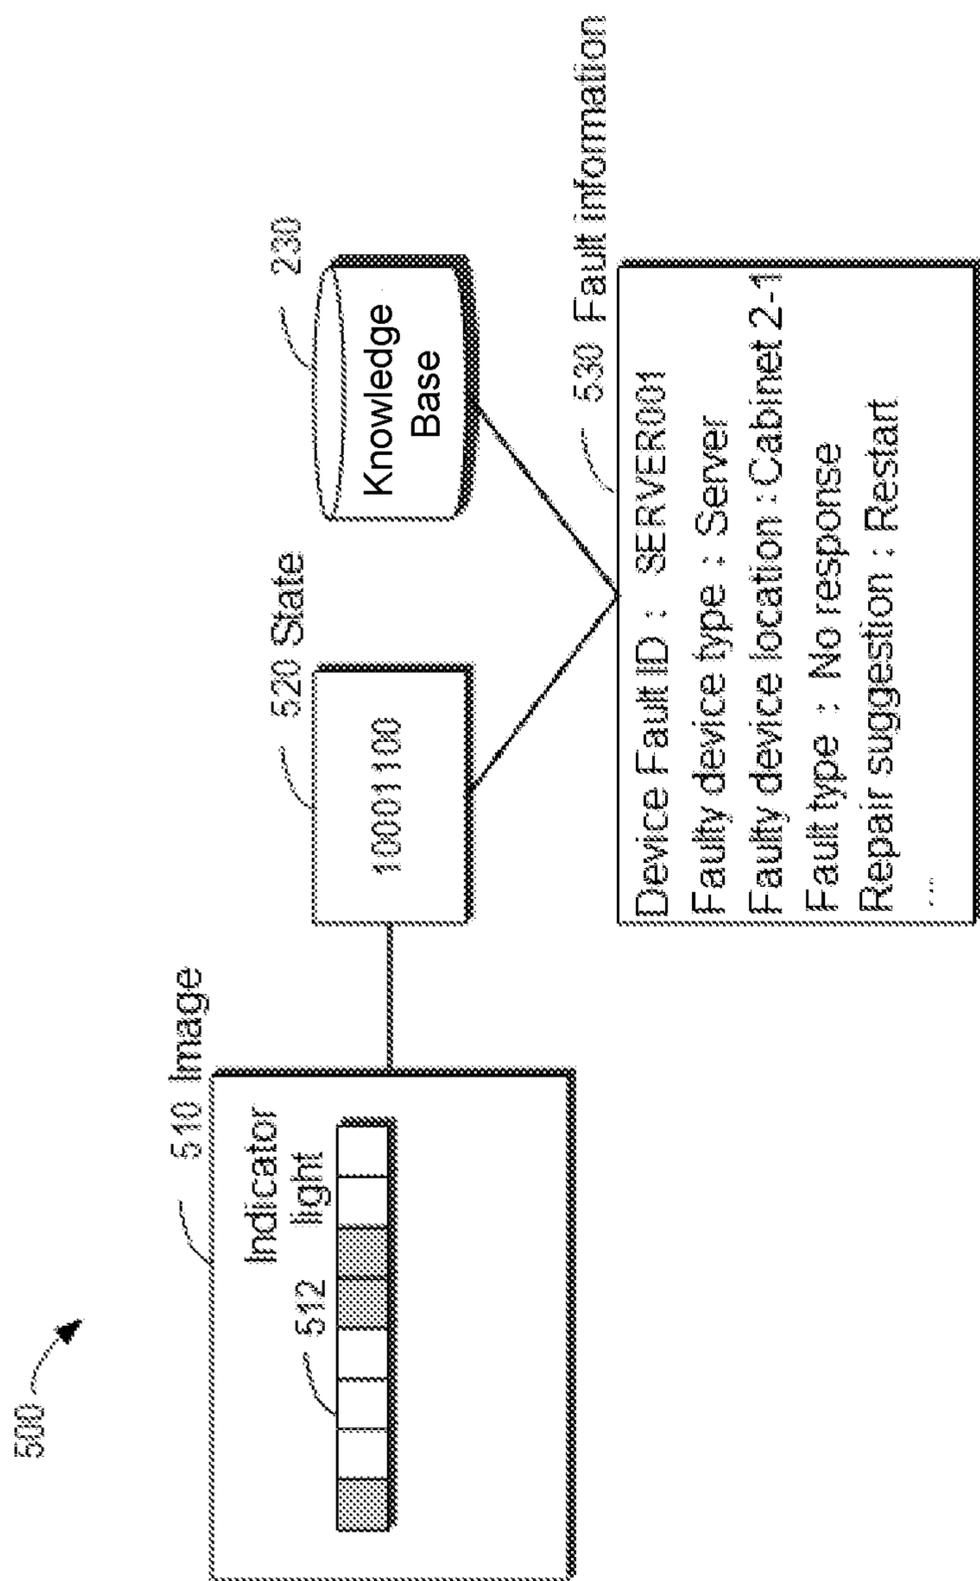 500
510 Image
Indicator
light
512
520 State
10001100
230
Knowledge
Base
530 Fault information
Device Fault ID : SERVER001
Faulty device type : Server
Faulty device location : Cabinet 2-1
Fault type : No response
Repair suggestion : Restart
...